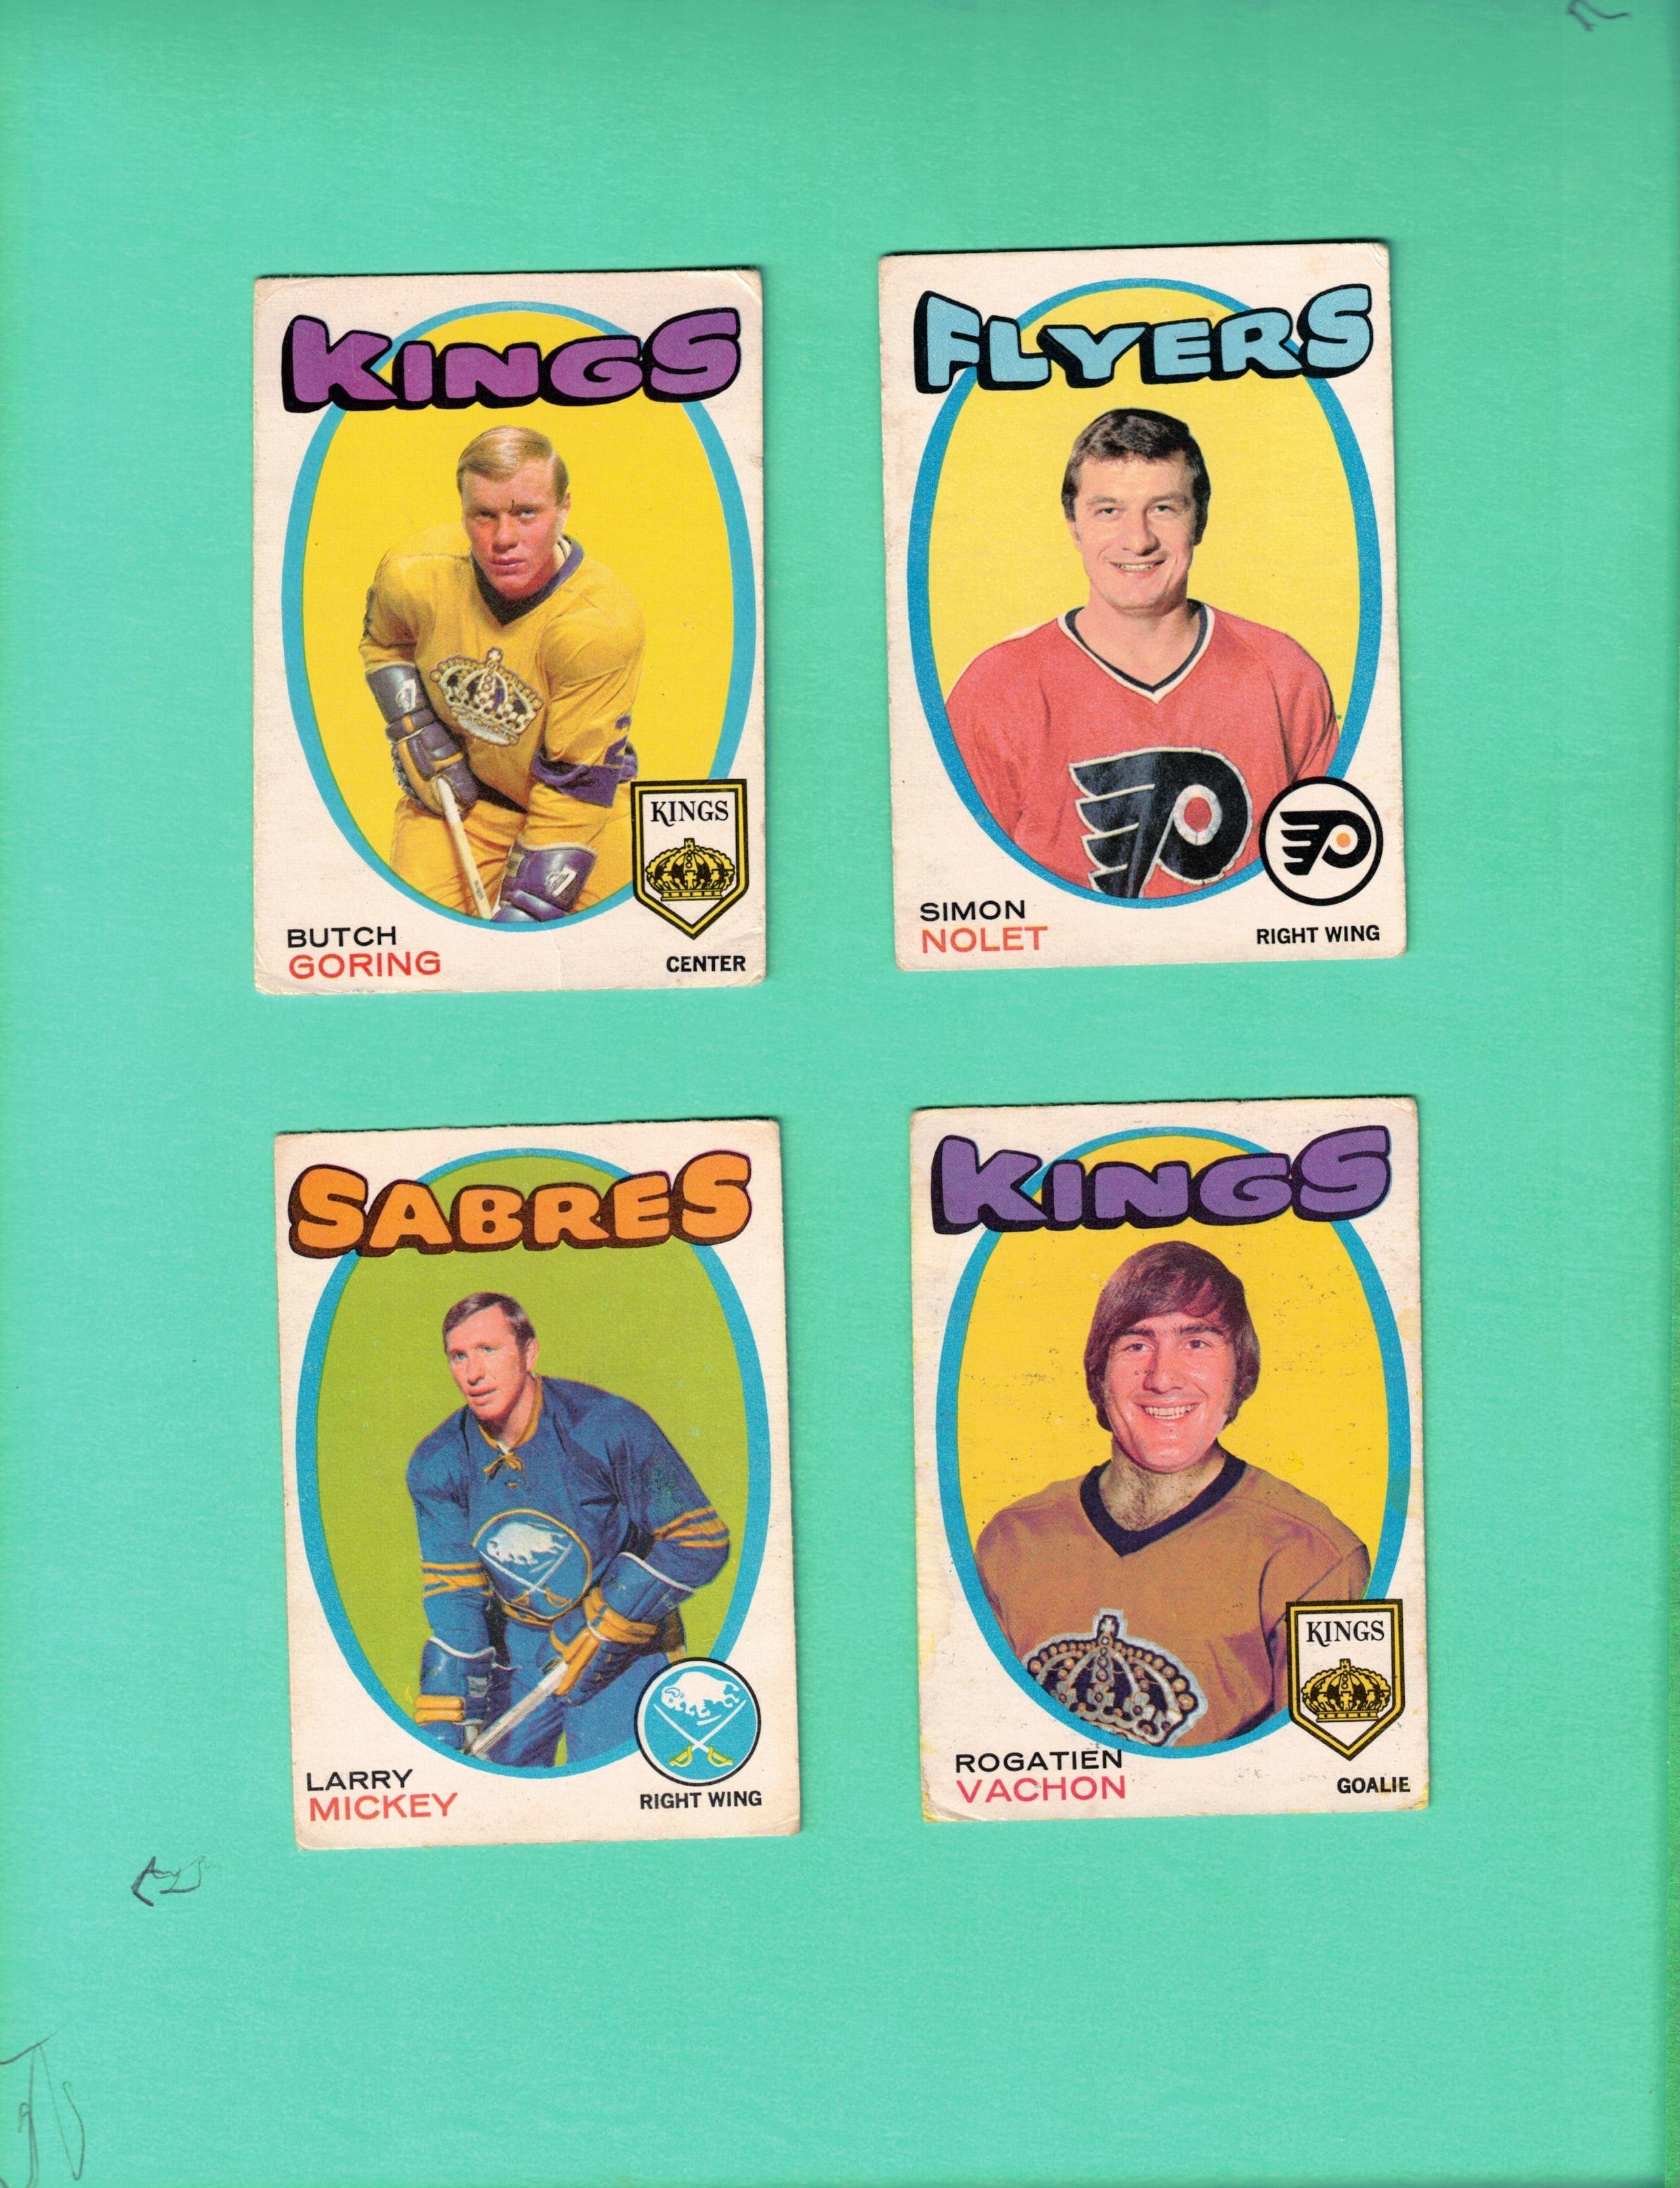 KINGS
KINGS
BUTCH
GORING
CENTER
FLYERS
SIMON
NOLET
RIGHT WING
SABRES
LARRY
MICKEY
RIGHT WING
KINGS
KINGS
ROGATIEN
VACHON
GOALIE